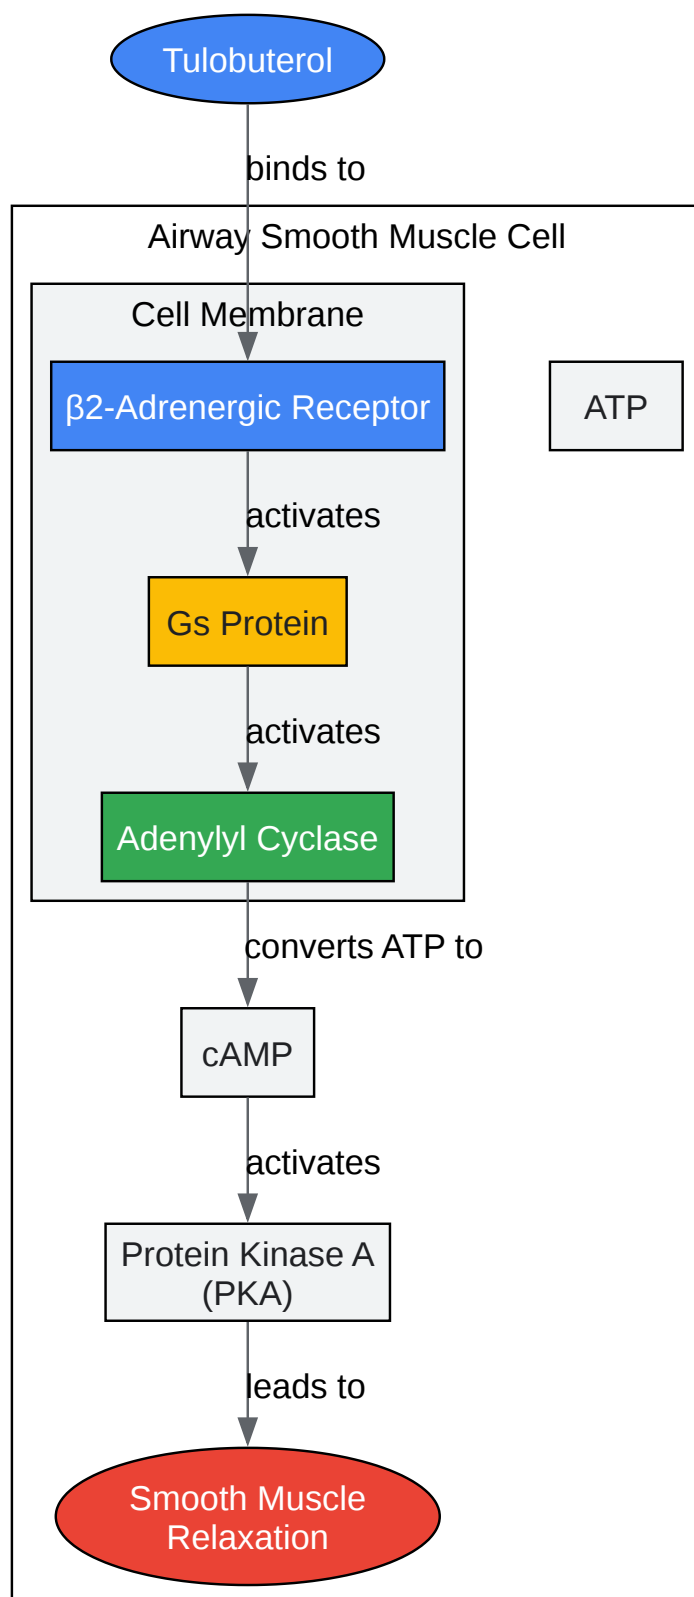 Tulobuterol
binds to
Airway Smooth Muscle Cell
Cell Membrane
β2-Adrenergic Receptor
ATP
activates
Gs Protein
activates
Adenylyl Cyclase
converts ATP to
cAMP
activates
Protein Kinase A
(PKA)
leads to
Smooth Muscle
Relaxation